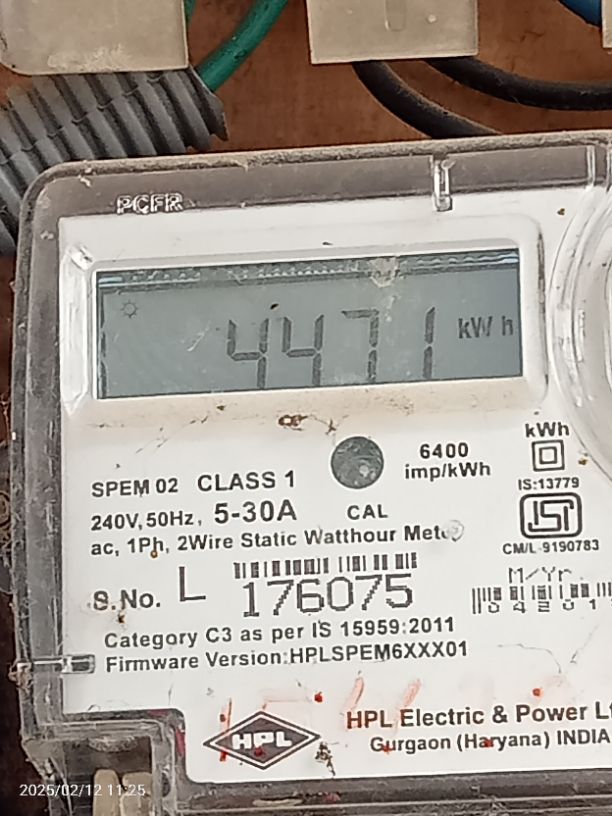 PCFR
4471 kWh
kWh
6400
imp/kWh
SPEM 02 CLASS 1
IS:13779
240V, 50Hz, 5-30A CAL
ISI
ac, 1Ph, 2Wire Static Watthour Meter
CM/L-9190783
M/Yr.
S.No. L 176075
04201
Category C3 as per IS 15959:2011
Firmware Version:HPLSPEM6XXX01
HPL
HPL Electric & Power
Gurgaon (Haryana) INDIA
2025/02/12 11:25